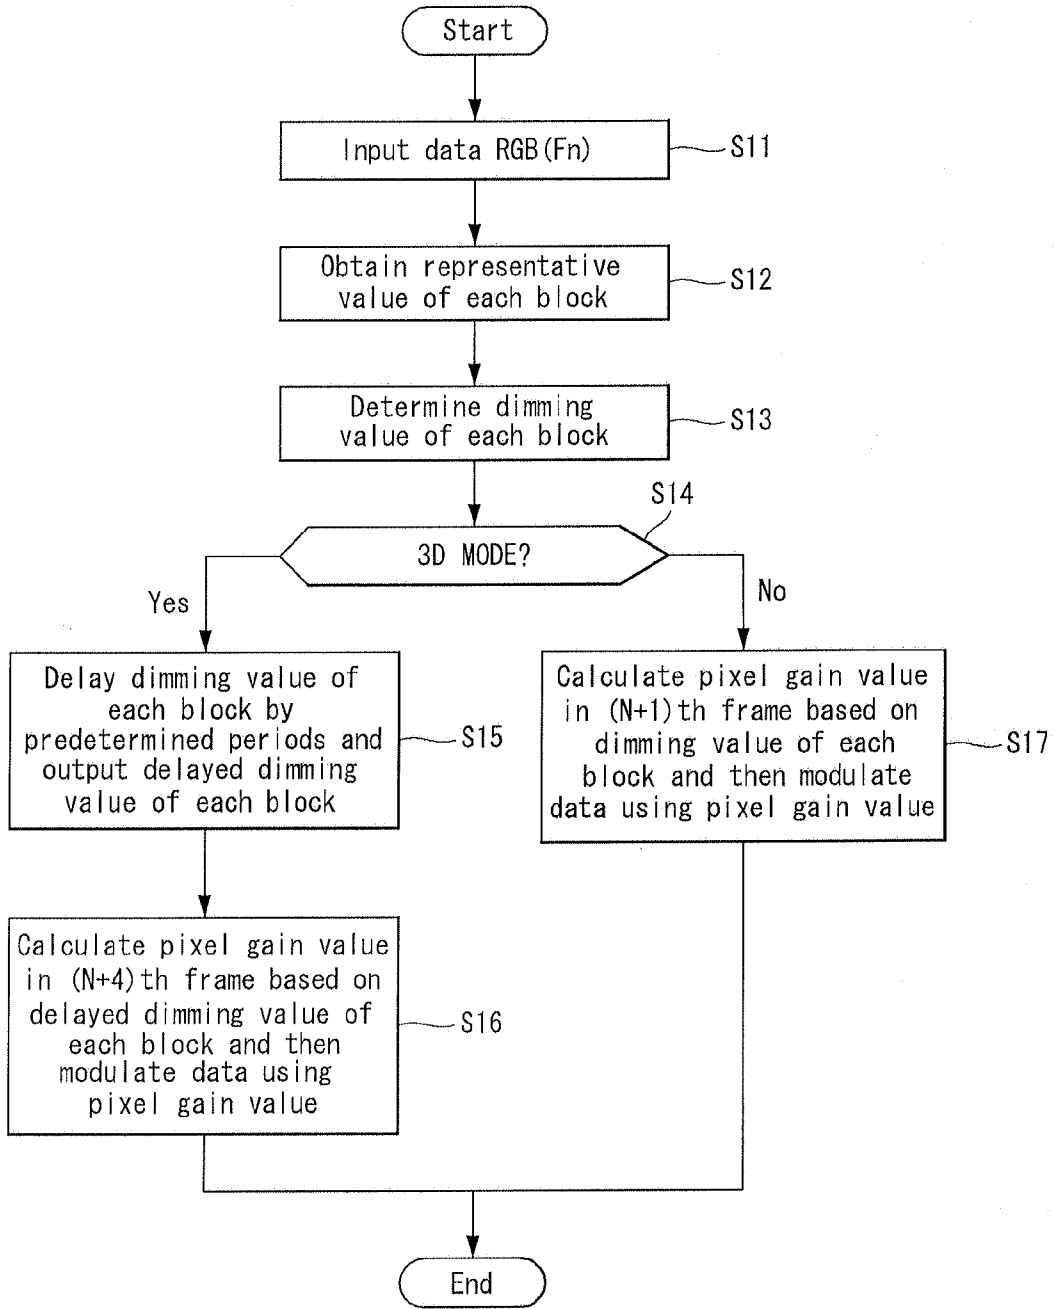 Start
Input data RGB(Fn)
S11
Obtain representative
value of each block
S12
Determine dimming
value of each block
S13
S14
3D MODE?
Yes
No
Delay dimming value of
each block by
predetermined periods and
output delayed dimming
value of each block
S15
Calculate pixel gain value
in (N+1)th frame based on
dimming value of each
block and then modulate
data using pixel gain value
S17
Calculate pixel gain value
in (N+4)th frame based on
delayed dimming value of
each block and then
modulate data using
pixel gain value
S16
End